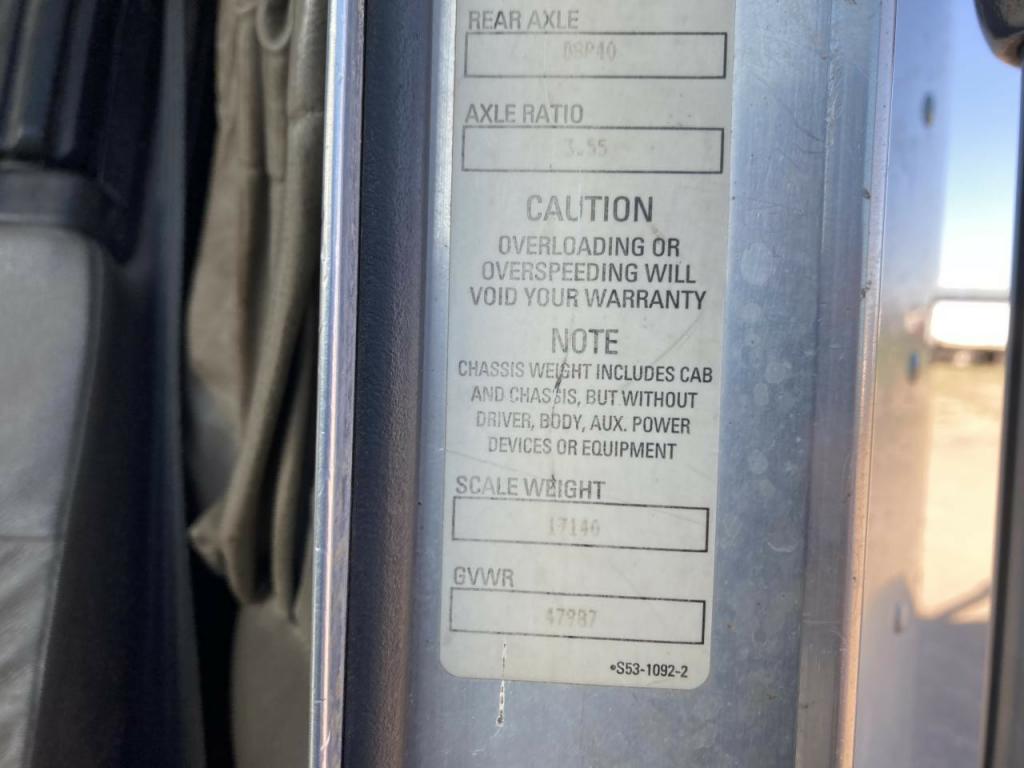 REAR AXLE
DSP40
AXLE RATIO
3.55
CAUTION
OVERLOADING OR
OVERSPEEDING WILL
VOID YOUR WARRANTY
NOTE
CHASSIS WEIGHT INCLUDES CAB
AND CHASSIS, BUT WITHOUT
DRIVER, BODY, AUX. POWER
DEVICES OR EQUIPMENT
SCALE WEIGHT
17140
GVWR
47987
•S53-1092-2